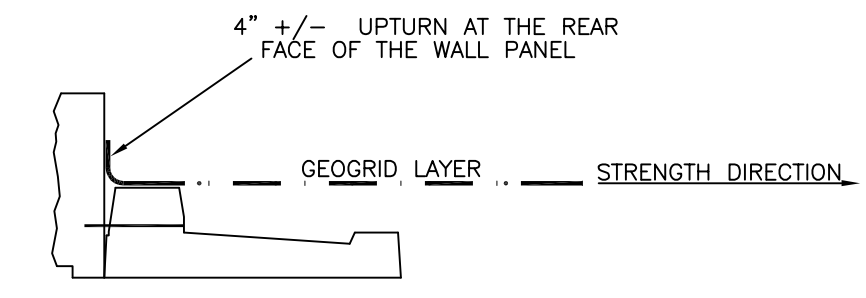 4” +/- UPTURN AT THE REAR
FACE OF THE WALL PANEL
GEOGRID LAYER
STRENGTH DIRECTION